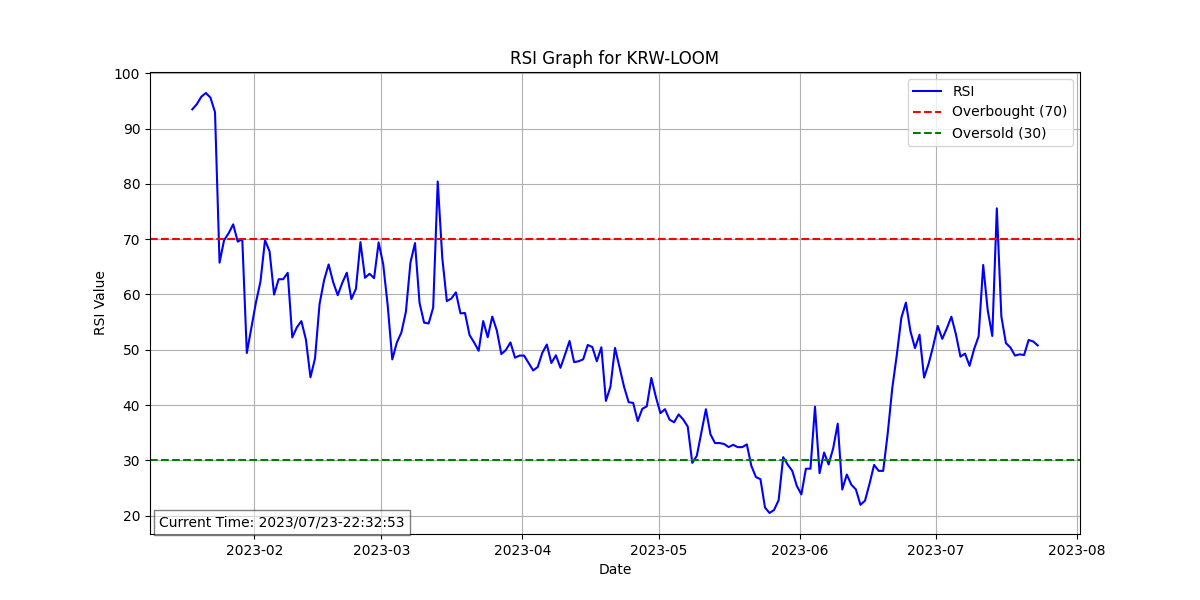 RSI Graph for KRW-LOOM
RSI Value
100
90
80
70
60
50
40
30
20
RSI
Overbought (70)
Oversold (30)
Current Time: 2023/07/23-22:32:53
2023-02
2023-03
2023-04
2023-05
2023-06
2023-07
2023-08
Date